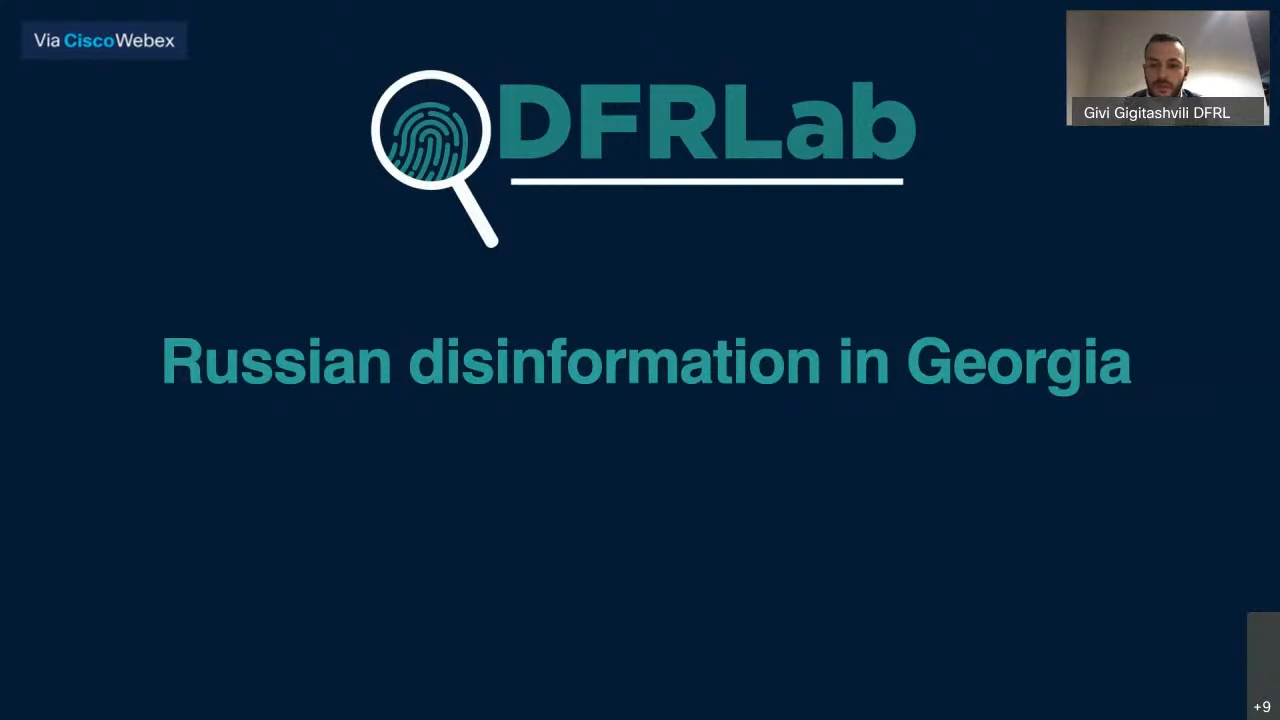 Via CiscoWebex
DFRLab
Givi Gigitashvili DFRL
Russian disinformation in Georgia
+9